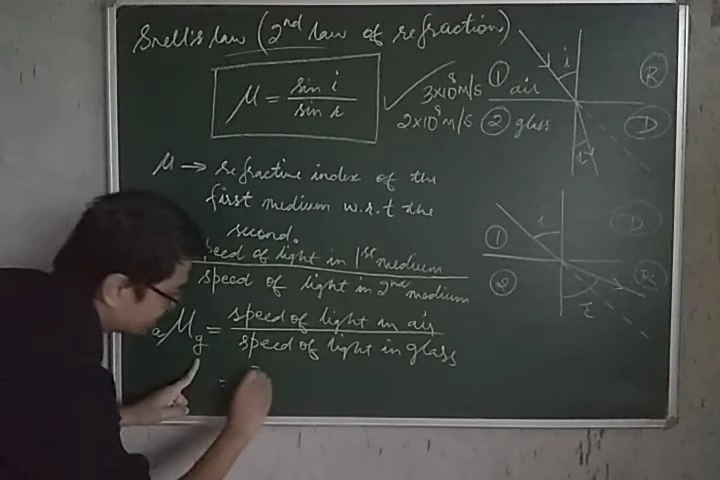 Snell's law (2nd law of refraction)
μ = sin i / sin r
3×10⁸ m/s ① air
2×10⁸ m/s ② glass
i
r
R
D
μ → refractive index of the
first medium w.r.t the
second.
peed of light in 1st medium
speed of light in 2nd medium
aμg = speed of light in air
speed of light in glass
=
i
①
②
r
D
R